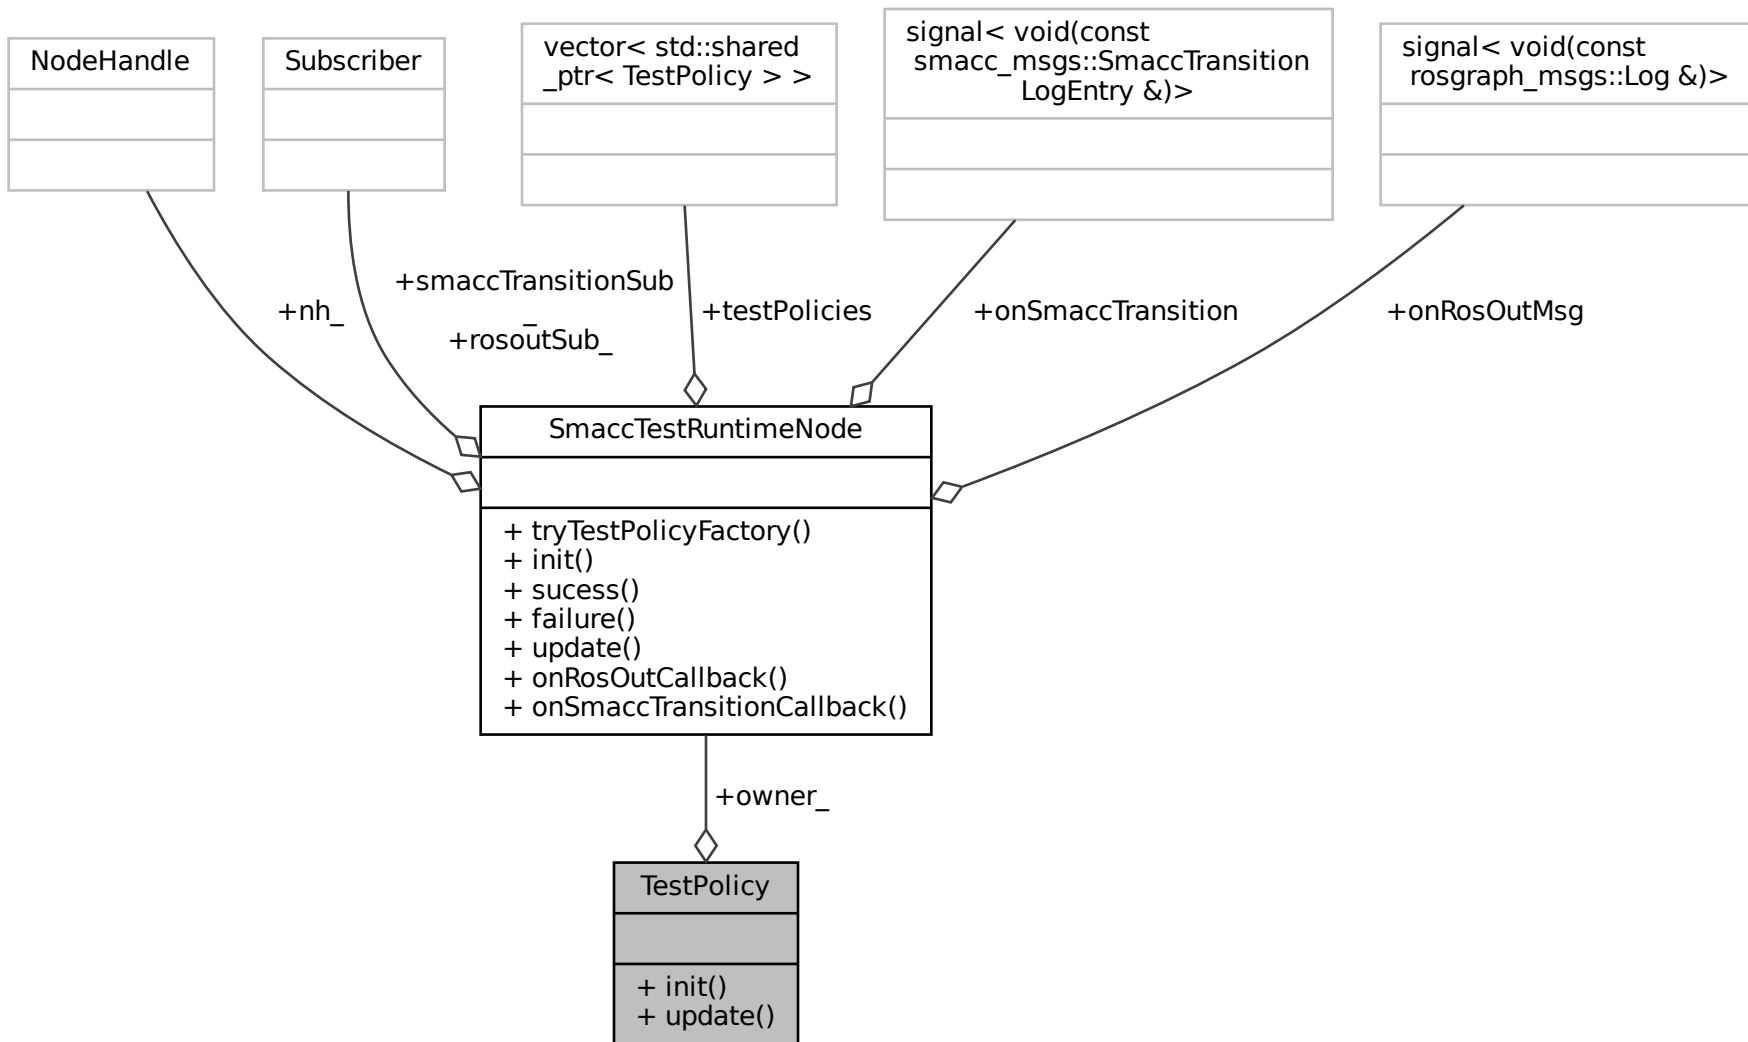 NodeHandle
Subscriber
vector< std::shared
_ptr< TestPolicy > >
signal< void(const
smacc_msgs::SmaccTransition
LogEntry &)>
signal< void(const
rosgraph_msgs::Log &)>
+nh_
+smaccTransitionSub
_
+rosoutSub_
+testPolicies
+onSmaccTransition
+onRosOutMsg
SmaccTestRuntimeNode
+ tryTestPolicyFactory()
+ init()
+ sucess()
+ failure()
+ update()
+ onRosOutCallback()
+ onSmaccTransitionCallback()
+owner_
TestPolicy
+ init()
+ update()